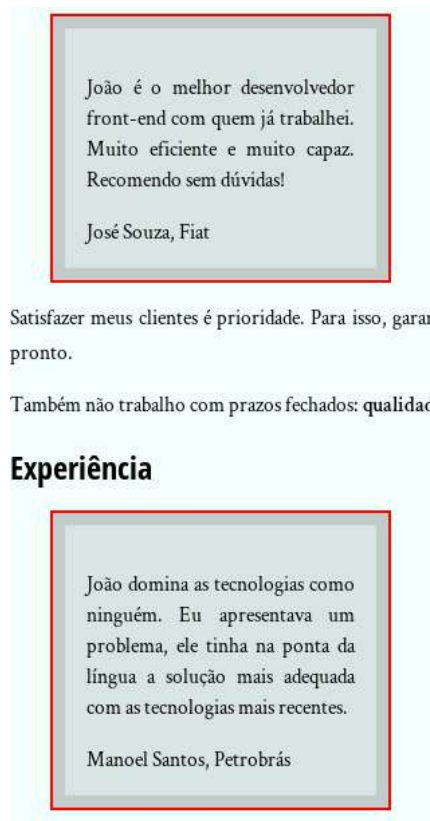 João é o melhor desenvolvedor
front-end com quem já trabalhei.
Muito eficiente e muito capaz.
Recomendo sem dúvidas!
José Souza, Fiat
Satisfazer meus clientes é prioridade. Para isso,
pronto.
Também não trabalho com prazos fechados:
Experiência
João domina as tecnologias como
ninguém. Eu apresentava um
problema, ele tinha na ponta da
língua a solução mais adequada
com as tecnologias mais recentes.
Manoel Santos, Petrobrás